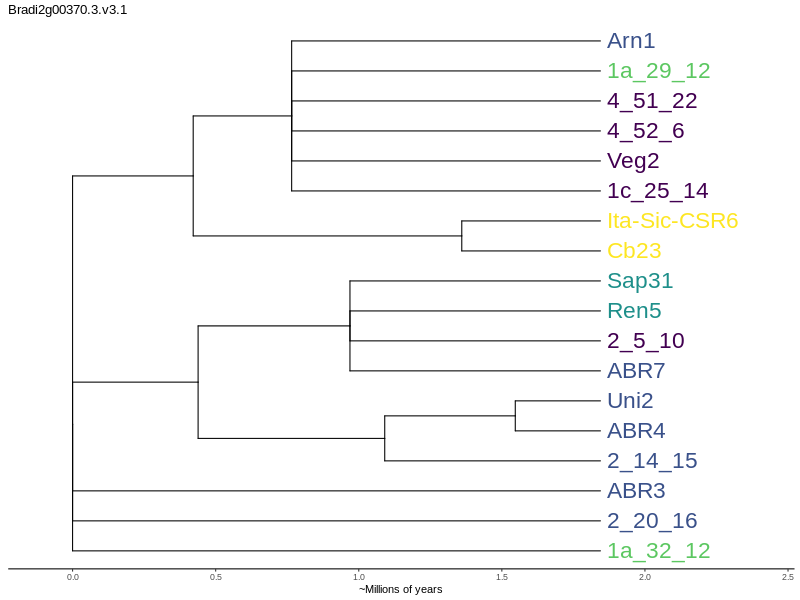 Bradi2g00370.3.v3.1
Arn1
1a_29_12
4_51_22
4_52_6
Veg2
1c_25_14
Ita-Sic-CSR6
Cb23
Sap31
Ren5
2_5_10
ABR7
Uni2
ABR4
2_14_15
ABR3
2_20_16
1a_32_12
0.0 0.5 1.0 1.5 2.0 2.5
~Millions of years